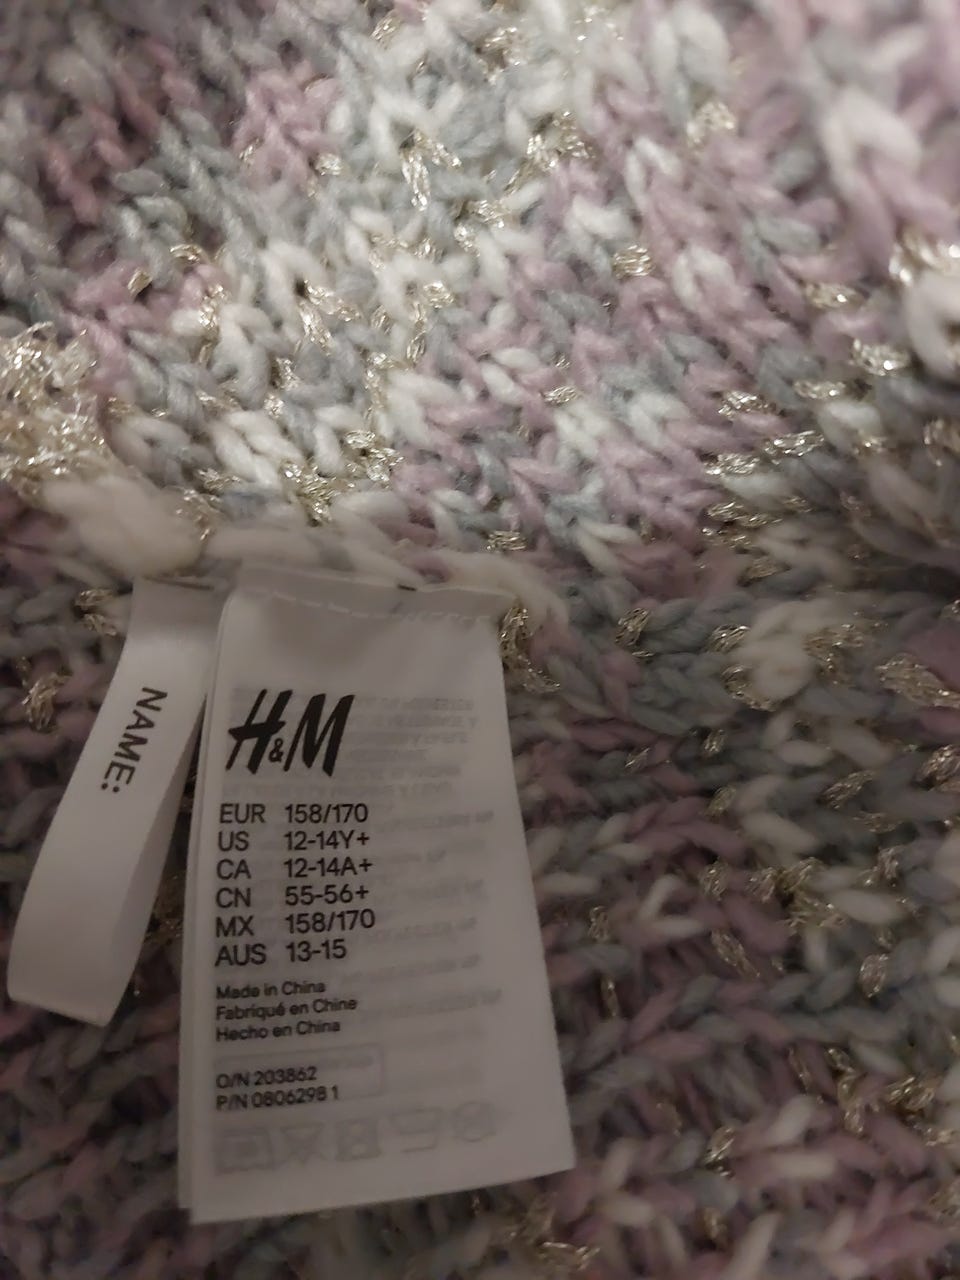 NAME:
H&M
EUR 158/170
US 12-14Y+
CA 12-14A+
CN 55-56+
MX 158/170
AUS 13-15
Made in China
Fabriqué en Chine
Hecho en China
O/N 203862
P/N 0806298 1